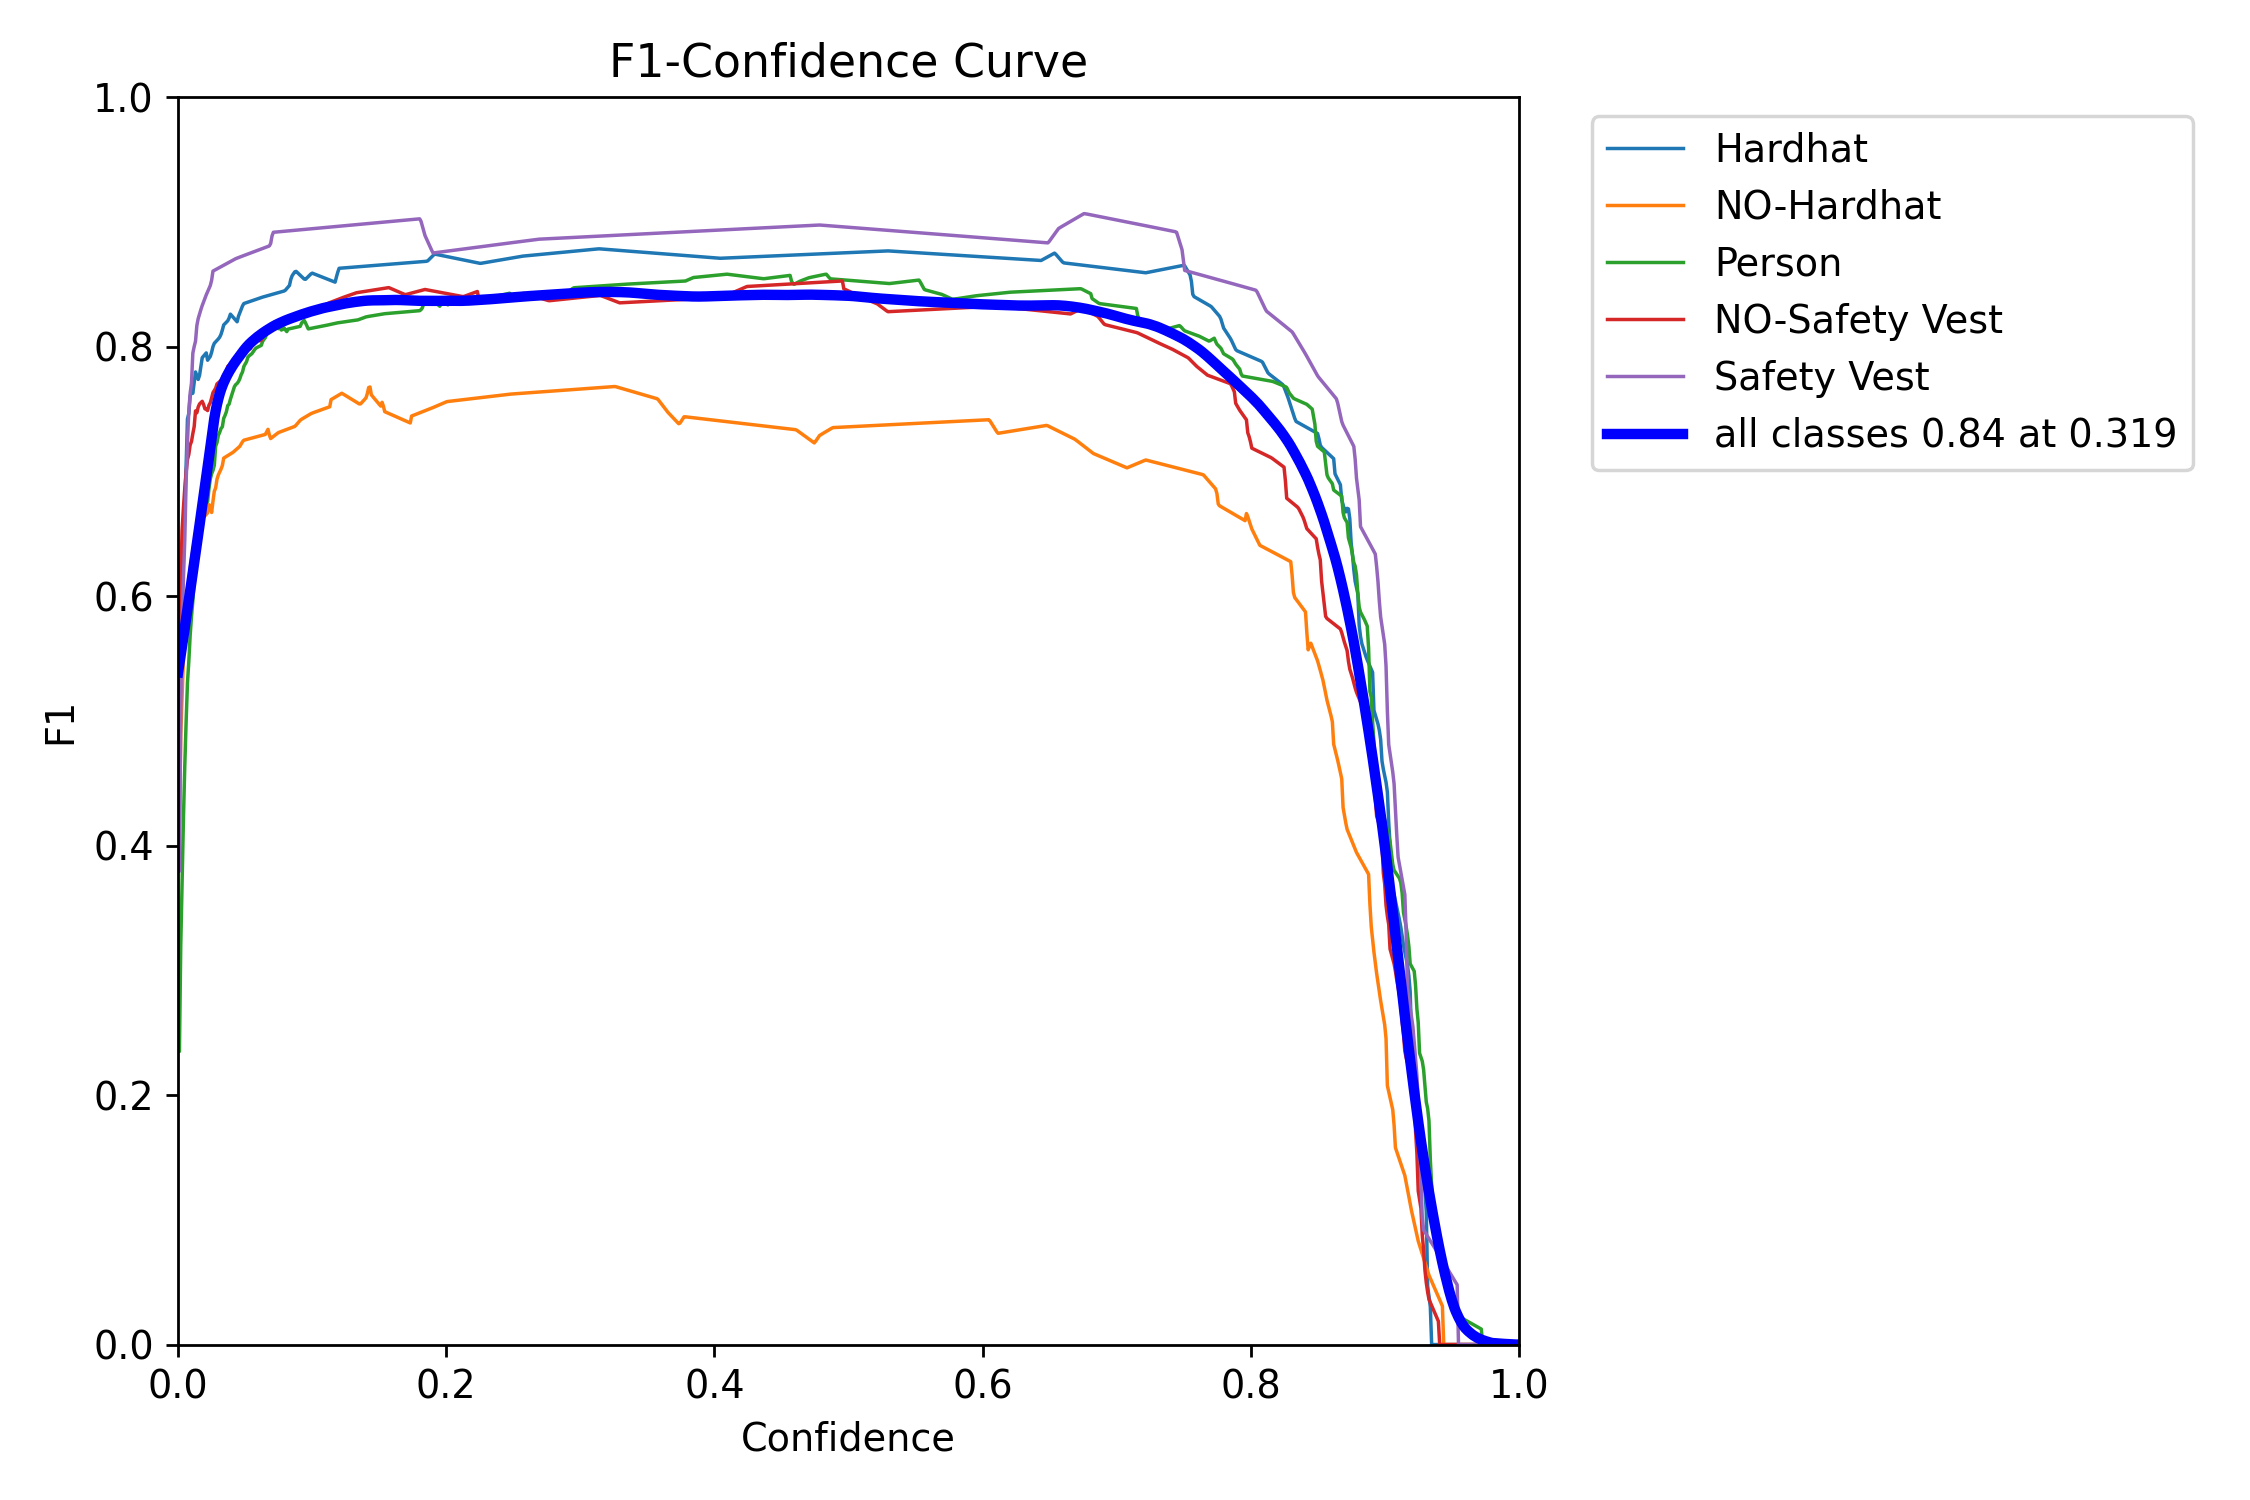 F1-Confidence Curve
1.0
0.8
0.6
0.4
0.2
0.0
F1
0.0 0.2 0.4 0.6 0.8 1.0
Confidence
Hardhat
NO-Hardhat
Person
NO-Safety Vest
Safety Vest
all classes 0.84 at 0.319